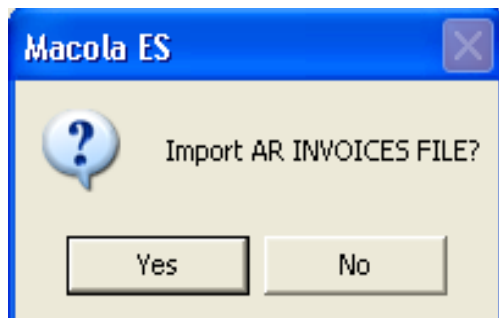 Macola ES
Import AR INVOICES FILE?
Yes
No